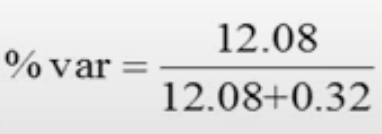 % var = 12.08
12.08+0.32